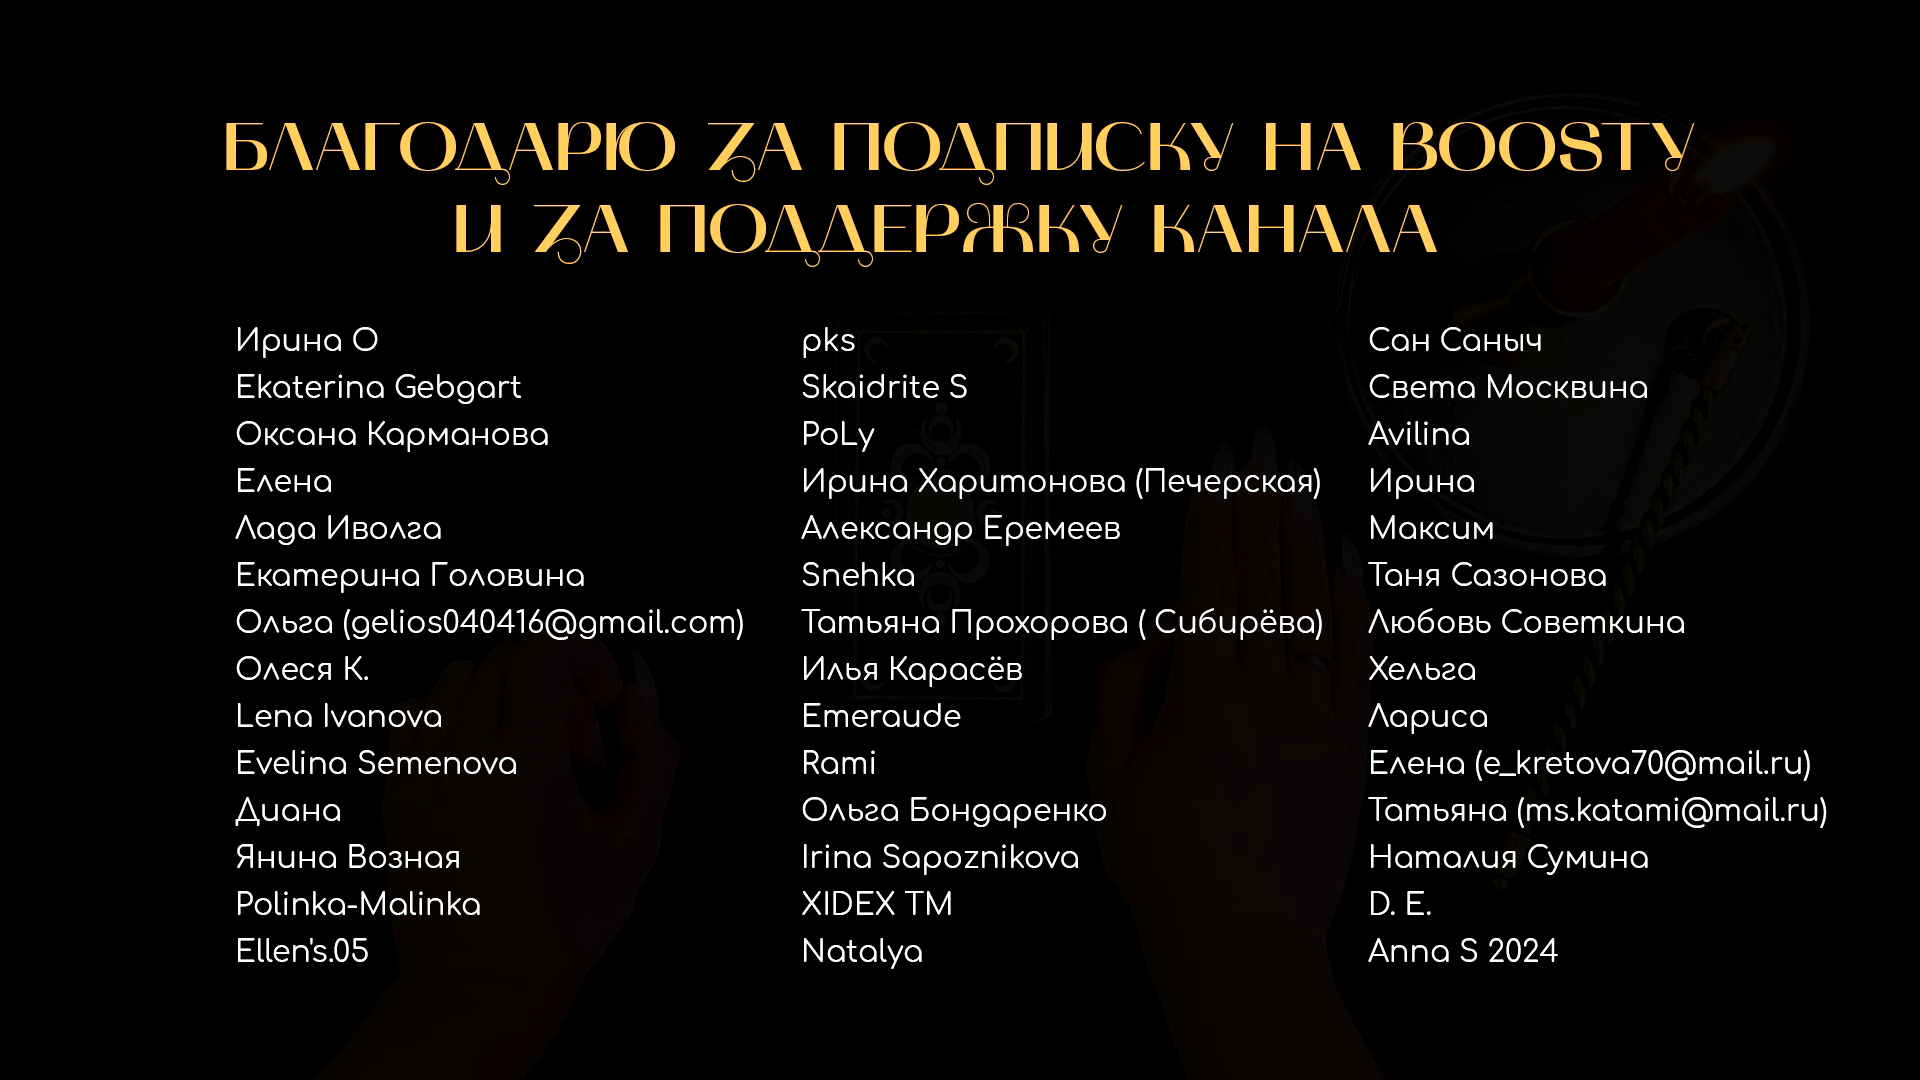 БЛАГОДАРЮ ЗА ПОДПИСКУ НА BOOSTY
И ЗА ПОДДЕРЖКУ КАНАЛА
Ирина О
Ekaterina Gebgart
Оксана Карманова
Елена
Лада Иволга
Екатерина Головина
Ольга (gelios040416@gmail.com)
Олеся К.
Lena Ivanova
Evelina Semenova
Диана
Янина Возная
Polinka-Malinka
Ellen's.05
pks
Skaidrite S
PoLy
Ирина Харитонова (Печерская)
Александр Еремеев
Snehka
Татьяна Прохорова ( Сибирёва)
Илья Карасёв
Emeraude
Rami
Ольга Бондаренко
Irina Sapoznikova
XIDEX TM
Natalya
Сан Саныч
Света Москвина
Avilina
Ирина
Максим
Таня Сазонова
Любовь Советкина
Хельга
Лариса
Елена (e_kretova70@mail.ru)
Татьяна (ms.katami@mail.ru)
Наталия Сумина
D. E.
Anna S 2024